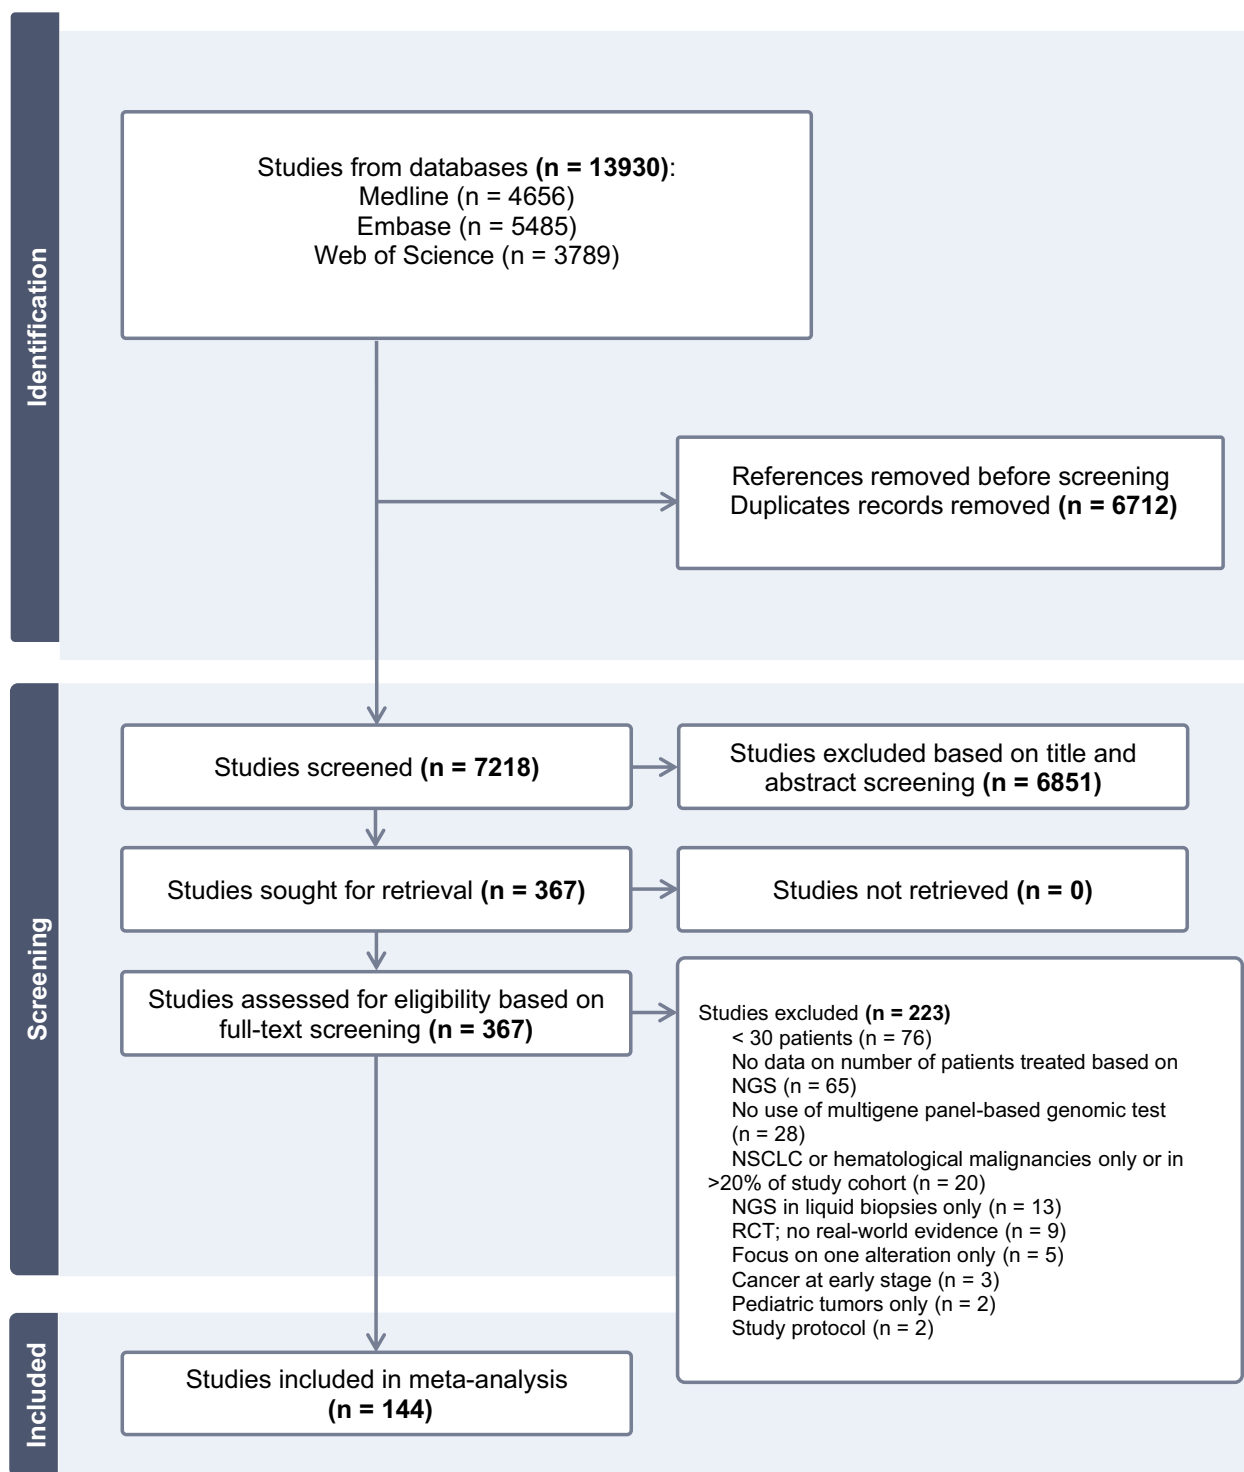 Identification
Studies from databases (n = 13930):
Medline (n = 4656)
Embase (n = 5485)
Web of Science (n = 3789)
References removed before screening
Duplicates records removed (n = 6712)
Screening
Studies screened (n = 7218)
Studies excluded based on title and
abstract screening (n = 6851)
Studies sought for retrieval (n = 367)
Studies not retrieved (n = 0)
Studies assessed for eligibility based on
full-text screening (n = 367)
Studies excluded (n = 223)
< 30 patients (n = 76)
No data on number of patients treated based on
NGS (n = 65)
No use of multigene panel-based genomic test
(n = 28)
NSCLC or hematological malignancies only or in
>20% of study cohort (n = 20)
NGS in liquid biopsies only (n = 13)
RCT; no real-world evidence (n = 9)
Focus on one alteration only (n = 5)
Cancer at early stage (n = 3)
Pediatric tumors only (n = 2)
Study protocol (n = 2)
Included
Studies included in meta-analysis
(n = 144)